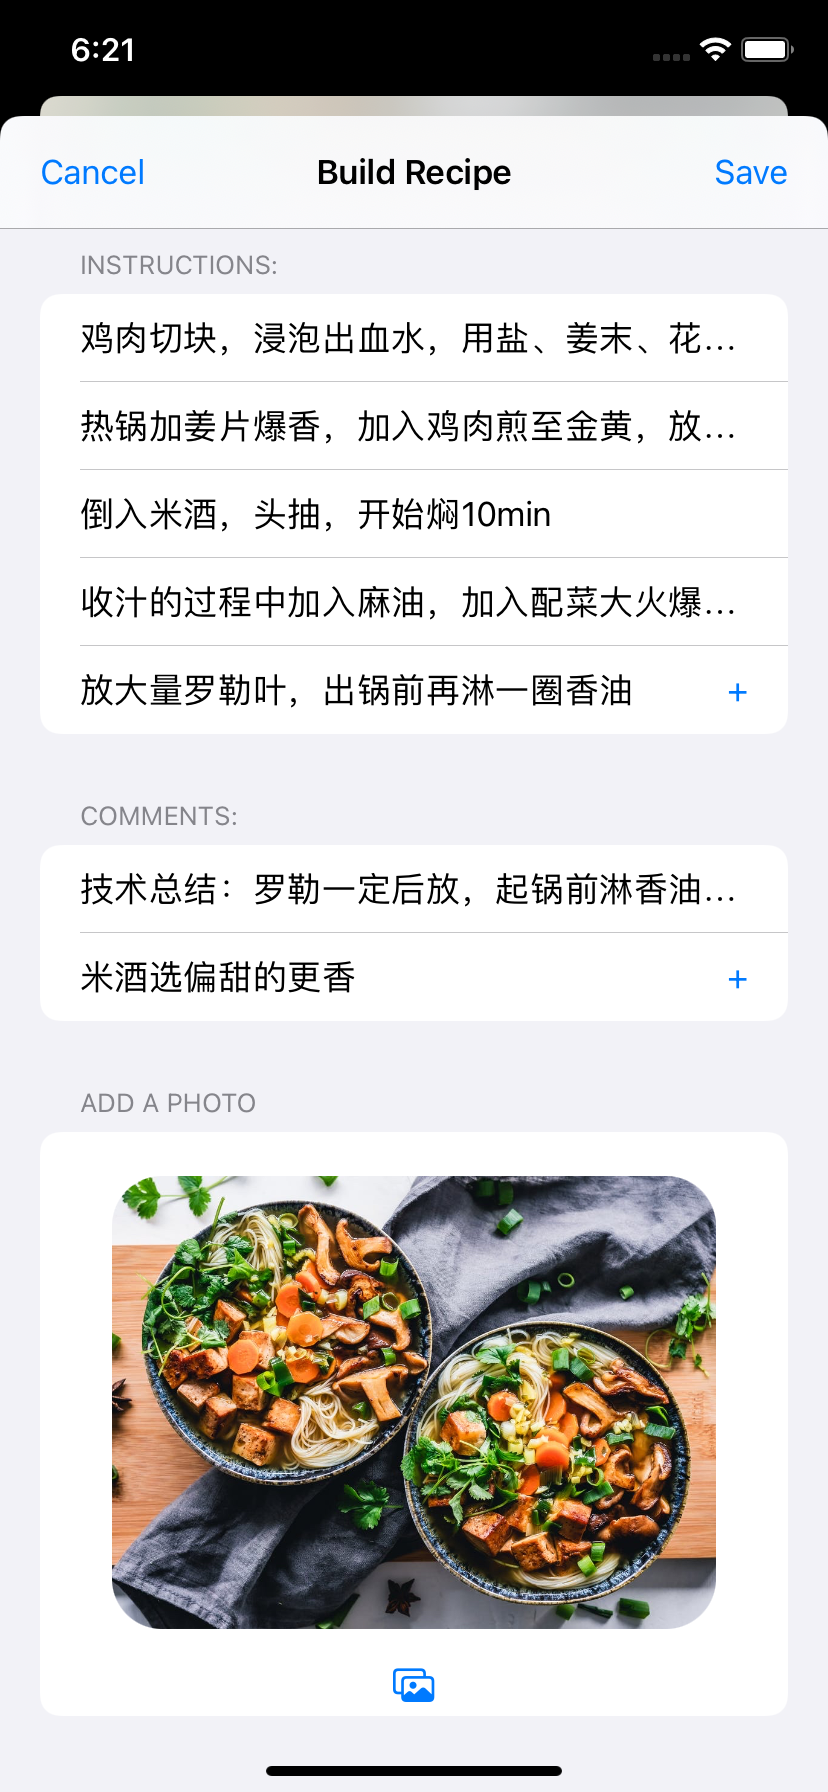 6:21
Cancel
Build Recipe
Save
INSTRUCTIONS:
鸡肉切块，浸泡出血水，用盐、姜末、花…
热锅加姜片爆香，加入鸡肉煎至金黄，放…
倒入米酒，头抽，开始焖10min
收汁的过程中加入麻油，加入配菜大火爆…
放大量罗勒叶，出锅前再淋一圈香油
+
COMMENTS:
技术总结：罗勒一定后放，起锅前淋香油…
米酒选偏甜的更香
+
ADD A PHOTO